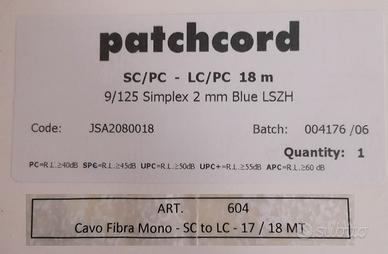 patchcord
SC/PC - LC/PC 18 m
9/125 Simplex 2 mm Blue LSZH
Code: JSA2080018 Batch: 004176 /06
Quantity: 1
PC=R.L.≥40dB SPC=R.L.≥45dB UPC=R.L.≥50dB UPC+=R.L.≥55dB APC=R.L.≥60 dB
ART. 604
Cavo Fibra Mono - SC to LC - 17 / 18 MT
subito